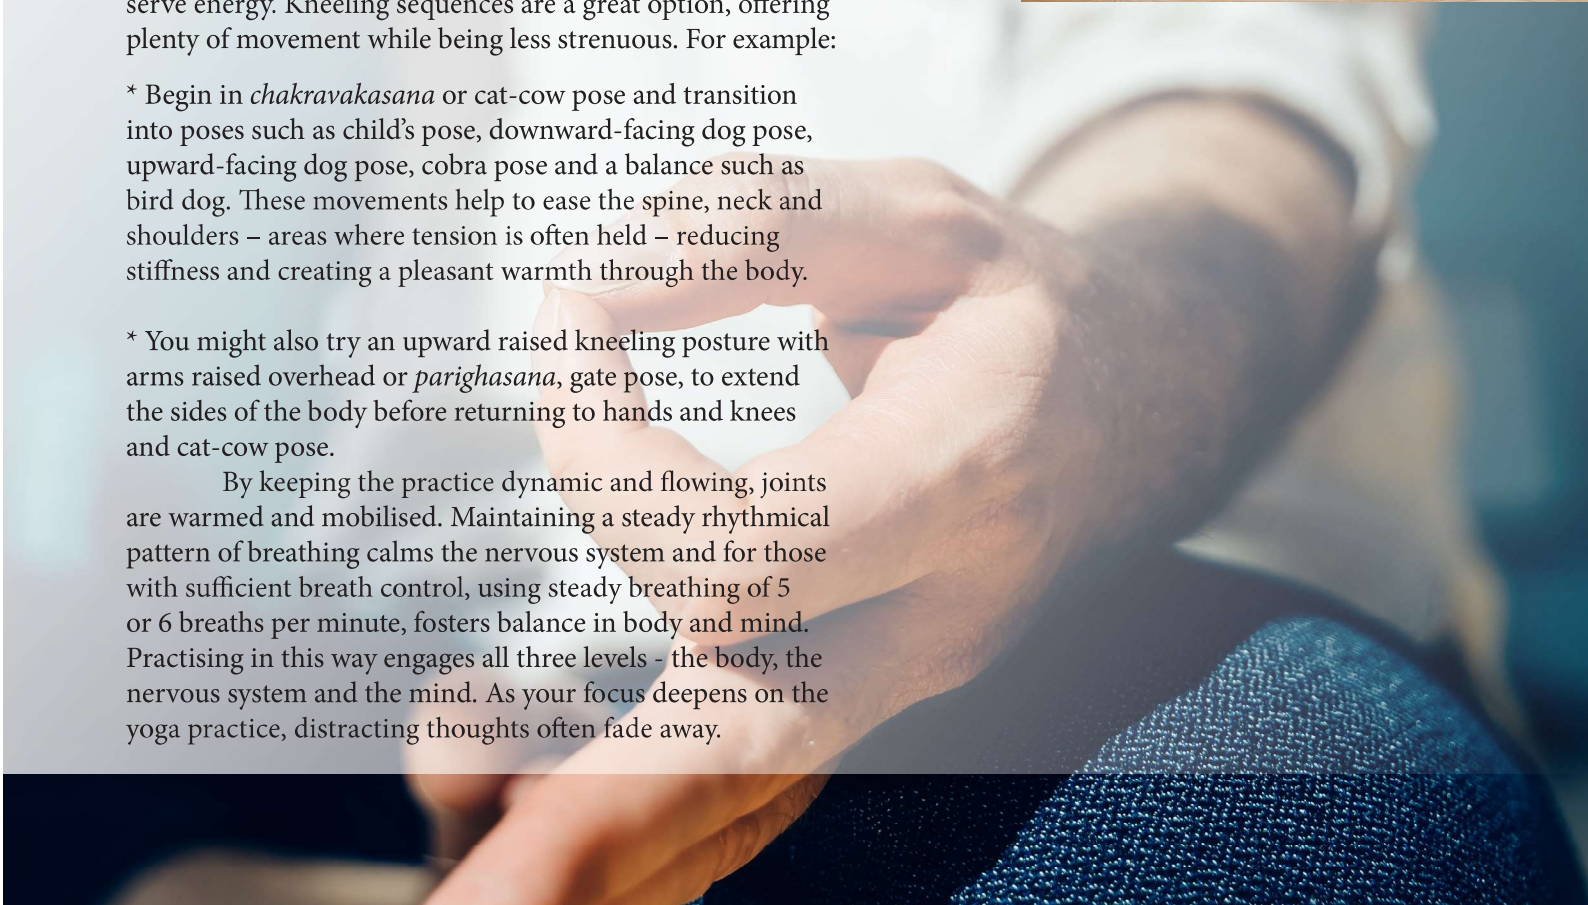 serve energy. Kneeling sequences are a great option, offering
plenty of movement while being less strenuous. For example:
* Begin in chakravakasana or cat-cow pose and transition
into poses such as child’s pose, downward-facing dog pose,
upward-facing dog pose, cobra pose and a balance such as
bird dog. These movements help to ease the spine, neck and
shoulders – areas where tension is often held – reducing
stiffness and creating a pleasant warmth through the body.
* You might also try an upward raised kneeling posture with
arms raised overhead or parighasana, gate pose, to extend
the sides of the body before returning to hands and knees
and cat-cow pose.
By keeping the practice dynamic and flowing, joints
are warmed and mobilised. Maintaining a steady rhythmical
pattern of breathing calms the nervous system and for those
with sufficient breath control, using steady breathing of 5
or 6 breaths per minute, fosters balance in body and mind.
Practising in this way engages all three levels - the body, the
nervous system and the mind. As your focus deepens on the
yoga practice, distracting thoughts often fade away.